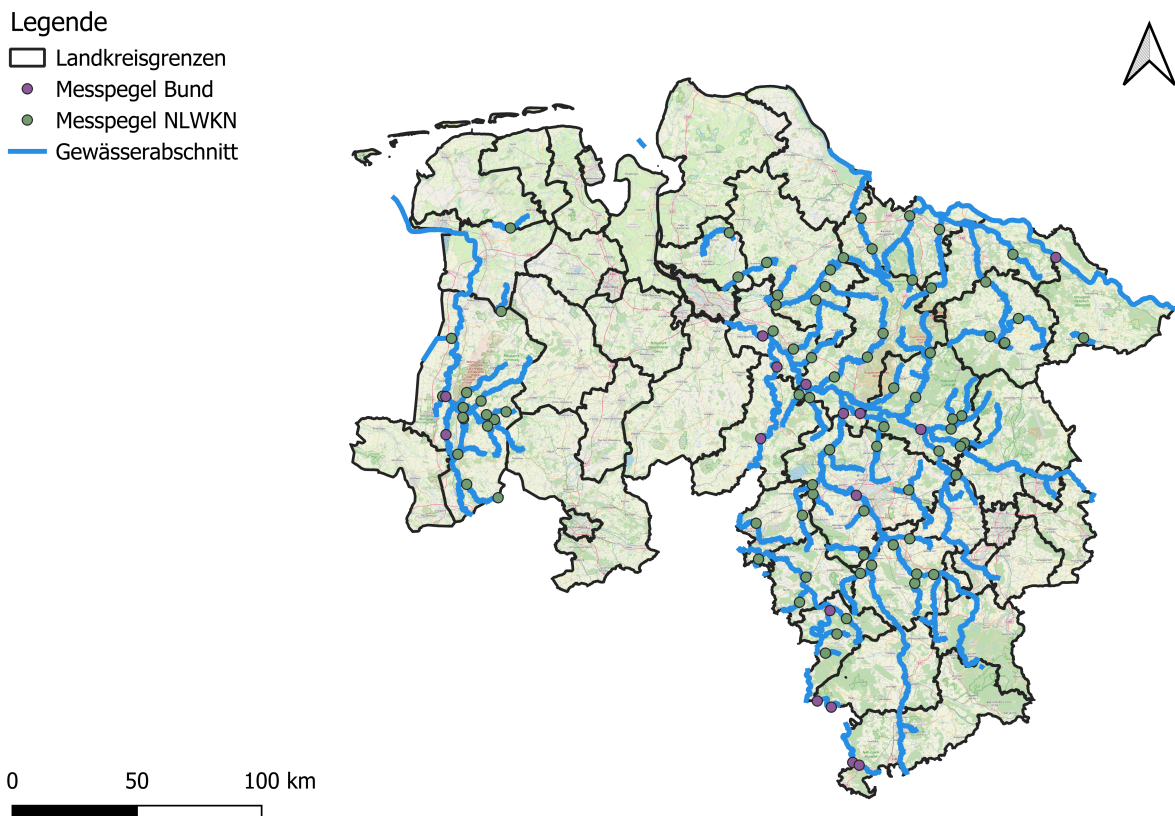 Legende
Landkreisgrenzen
Messpegel Bund
Messpegel NLWKN
Gewässerabschnitt
0 50 100 km